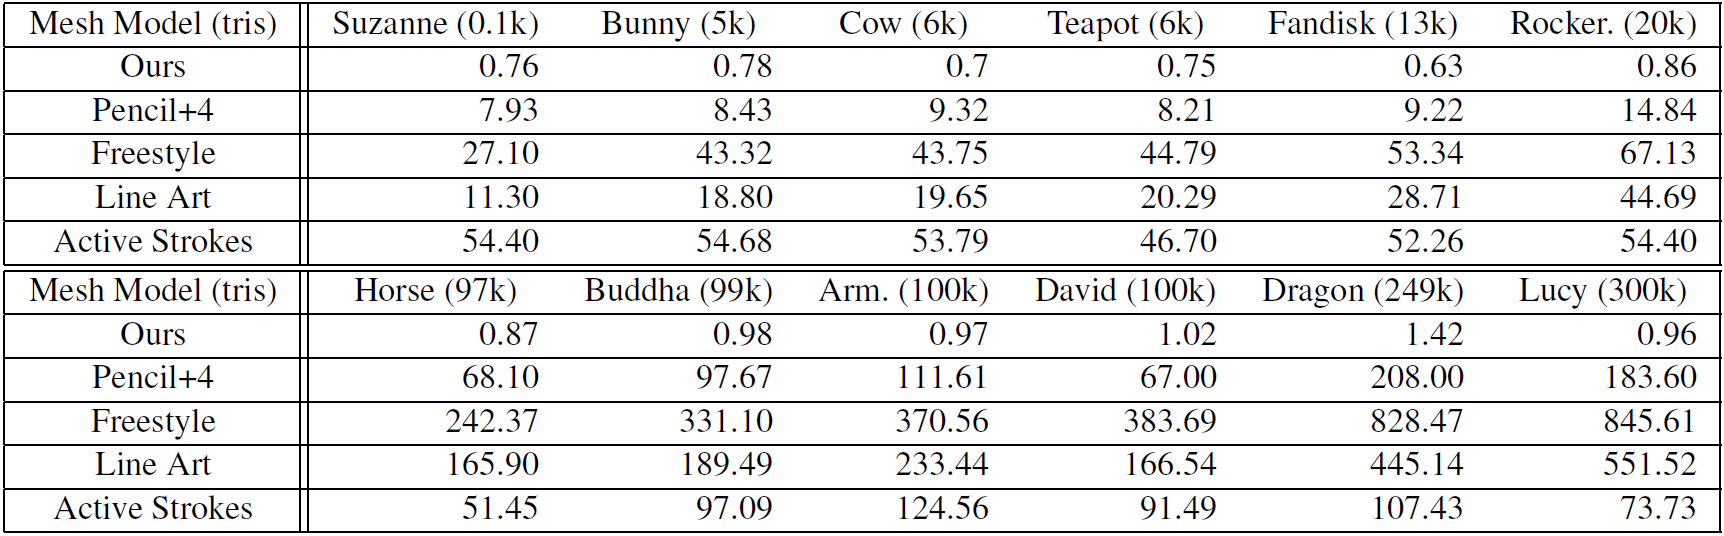 Mesh Model (tris) Suzanne (0.1k) Bunny (5k) Cow (6k) Teapot (6k) Fandisk (13k) Rocker. (20k)
Ours 0.76 0.78 0.7 0.75 0.63 0.86
Pencil+4 7.93 8.43 9.32 8.21 9.22 14.84
Freestyle 27.10 43.32 43.75 44.79 53.34 67.13
Line Art 11.30 18.80 19.65 20.29 28.71 44.69
Active Strokes 54.40 54.68 53.79 46.70 52.26 54.40
Mesh Model (tris) Horse (97k) Buddha (99k) Arm. (100k) David (100k) Dragon (249k) Lucy (300k)
Ours 0.87 0.98 0.97 1.02 1.42 0.96
Pencil+4 68.10 97.67 111.61 67.00 208.00 183.60
Freestyle 242.37 331.10 370.56 383.69 828.47 845.61
Line Art 165.90 189.49 233.44 166.54 445.14 551.52
Active Strokes 51.45 97.09 124.56 91.49 107.43 73.73